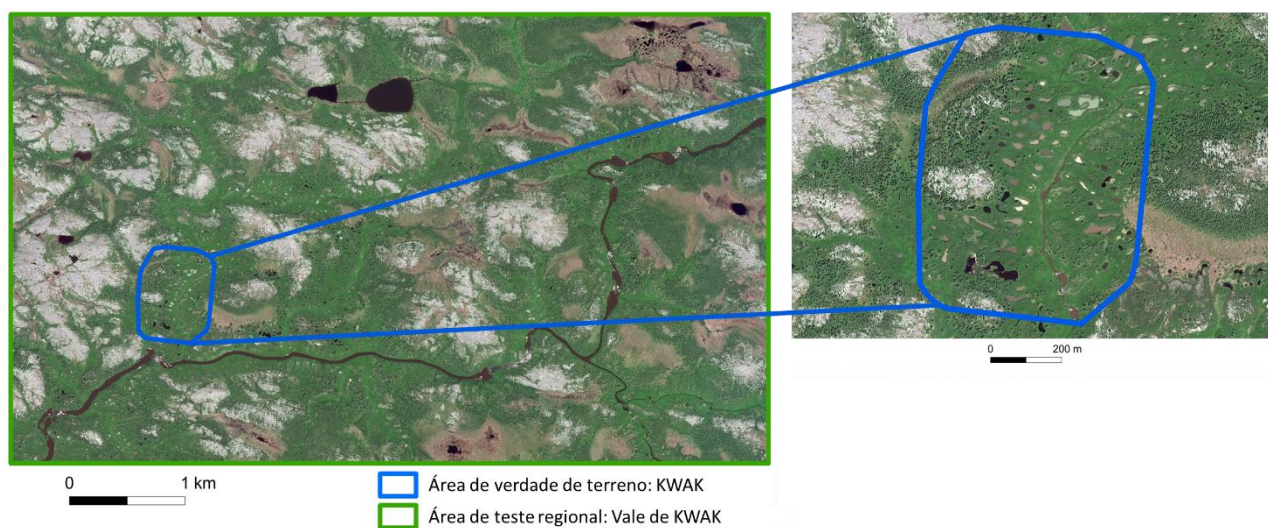 0 200 m
0 1 km
Área de verdade de terreno: KWAK
Área de teste regional: Vale de KWAK